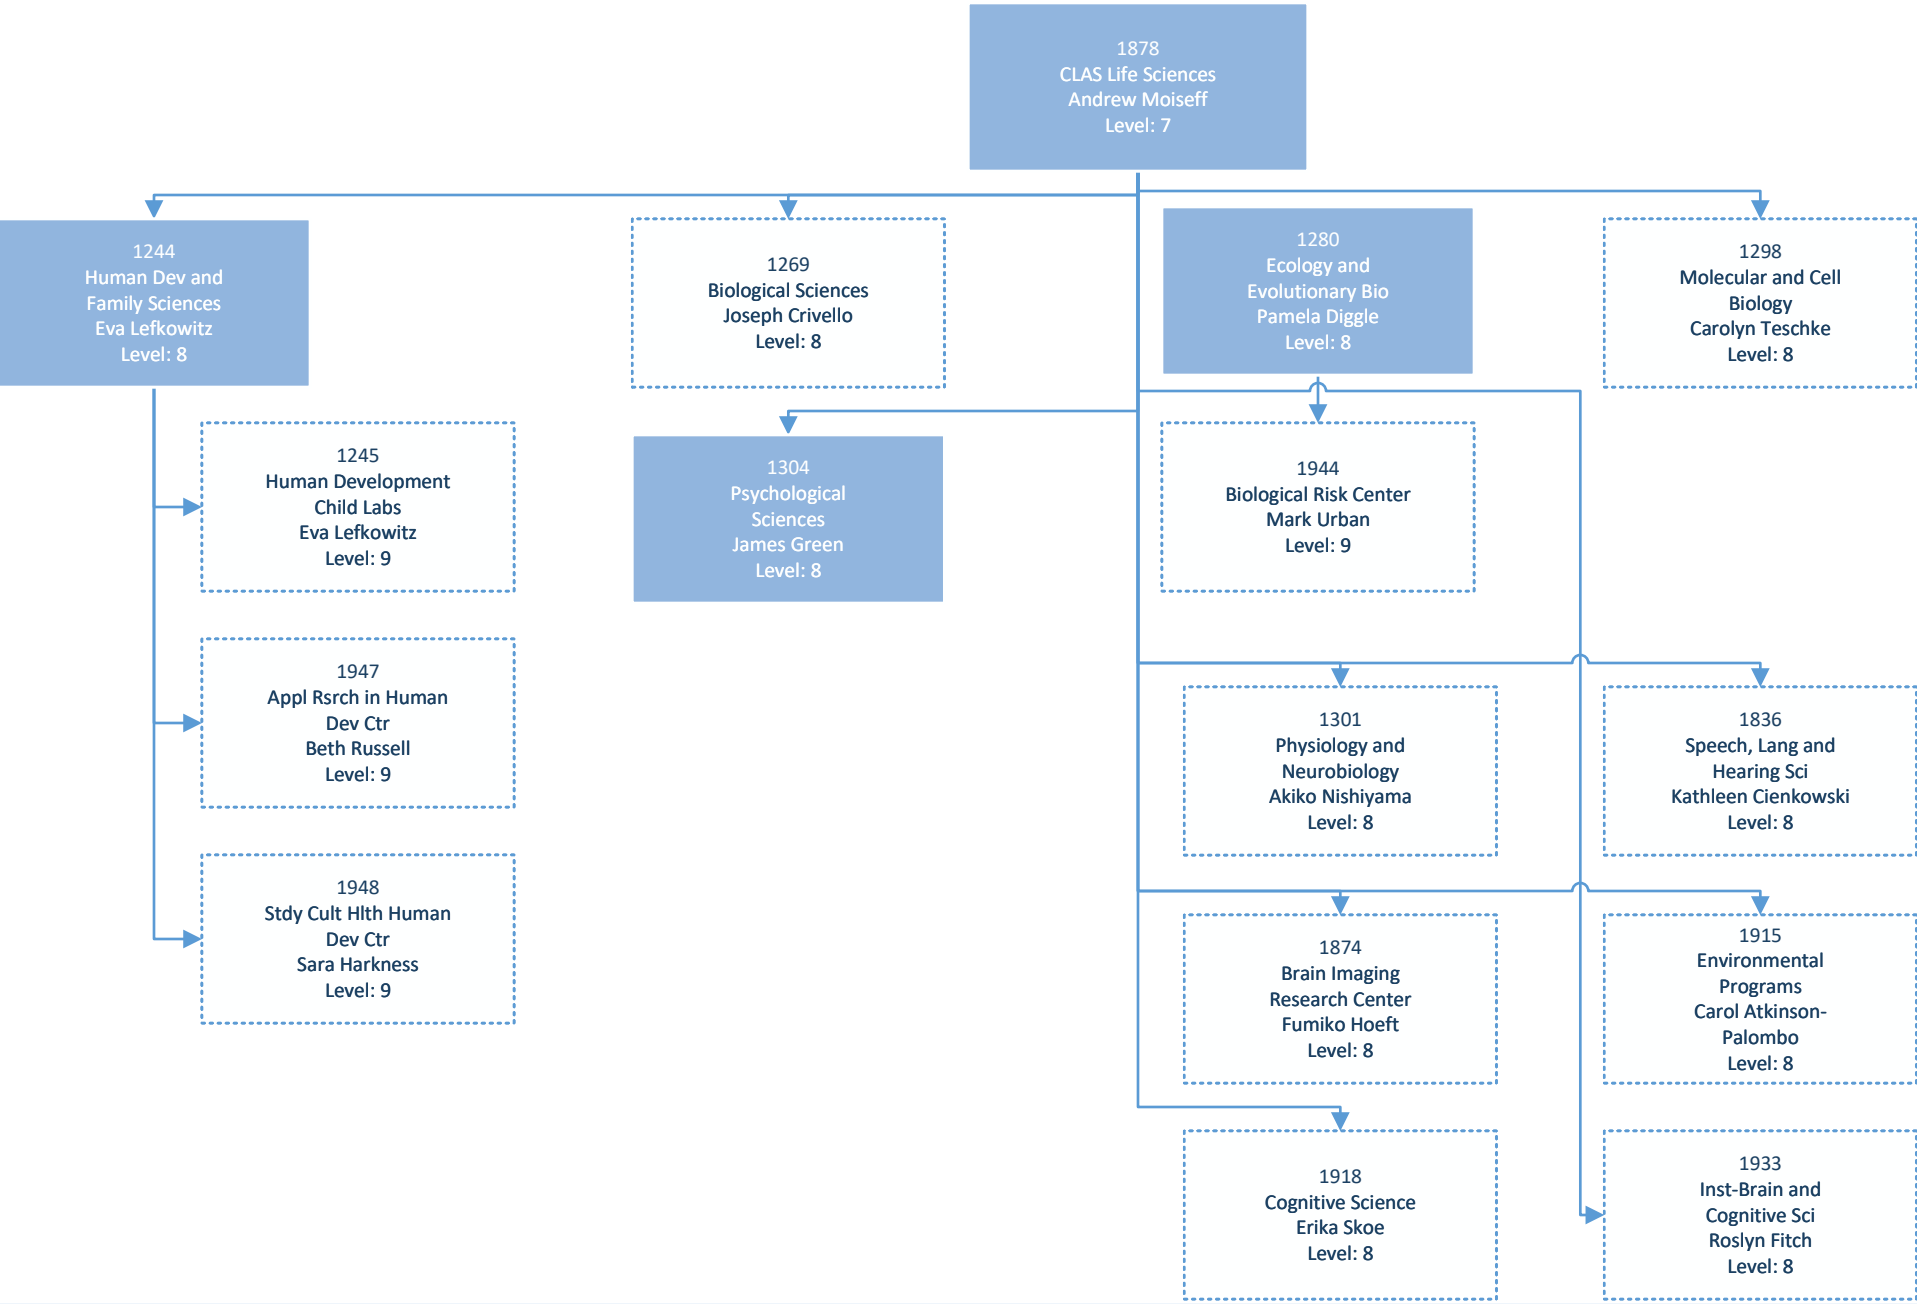 1878
CLAS Life Sciences
Andrew Moiseff
Level: 7
1244
Human Dev and
Family Sciences
Eva Lefkowitz
Level: 8
1269
Biological Sciences
Joseph Crivello
Level: 8
1280
Ecology and
Evolutionary Bio
Pamela Diggle
Level: 8
1298
Molecular and Cell
Biology
Carolyn Teschke
Level: 8
1245
Human Development
Child Labs
Eva Lefkowitz
Level: 9
1304
Psychological
Sciences
James Green
Level: 8
1944
Biological Risk Center
Mark Urban
Level: 9
1947
Appl Rsrch in Human
Dev Ctr
Beth Russell
Level: 9
1301
Physiology and
Neurobiology
Akiko Nishiyama
Level: 8
1836
Speech, Lang and
Hearing Sci
Kathleen Cienkowski
Level: 8
1948
Stdy Cult Hlth Human
Dev Ctr
Sara Harkness
Level: 9
1874
Brain Imaging
Research Center
Fumiko Hoeft
Level: 8
1915
Environmental
Programs
Carol Atkinson-
Palombo
Level: 8
1918
Cognitive Science
Erika Skoe
Level: 8
1933
Inst-Brain and
Cognitive Sci
Roslyn Fitch
Level: 8